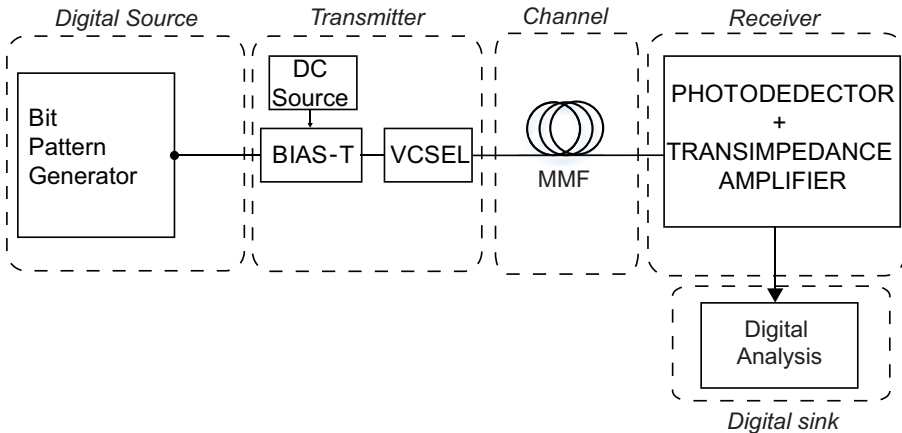 Digital Source
Transmitter
Channel
Receiver
Bit
Pattern
Generator
DC
Source
BIAS-T
VCSEL
MMF
PHOTODEDECTOR
+
TRANSIMPEDANCE
AMPLIFIER
Digital
Analysis
Digital sink